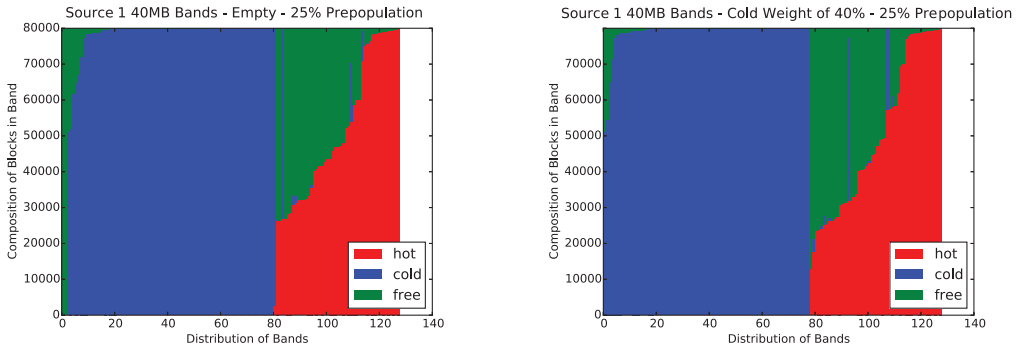 Source 1 40MB Bands - Empty - 25% Prepopulation
80000
70000
60000
50000
40000
30000
20000
10000
0
Composition of Blocks in Band
0 20 40 60 80 100 120 140
Distribution of Bands
hot
cold
free
Source 1 40MB Bands - Cold Weight of 40% - 25% Prepopulation
80000
70000
60000
50000
40000
30000
20000
10000
0
Composition of Blocks in Band
0 20 40 60 80 100 120 140
Distribution of Bands
hot
cold
free